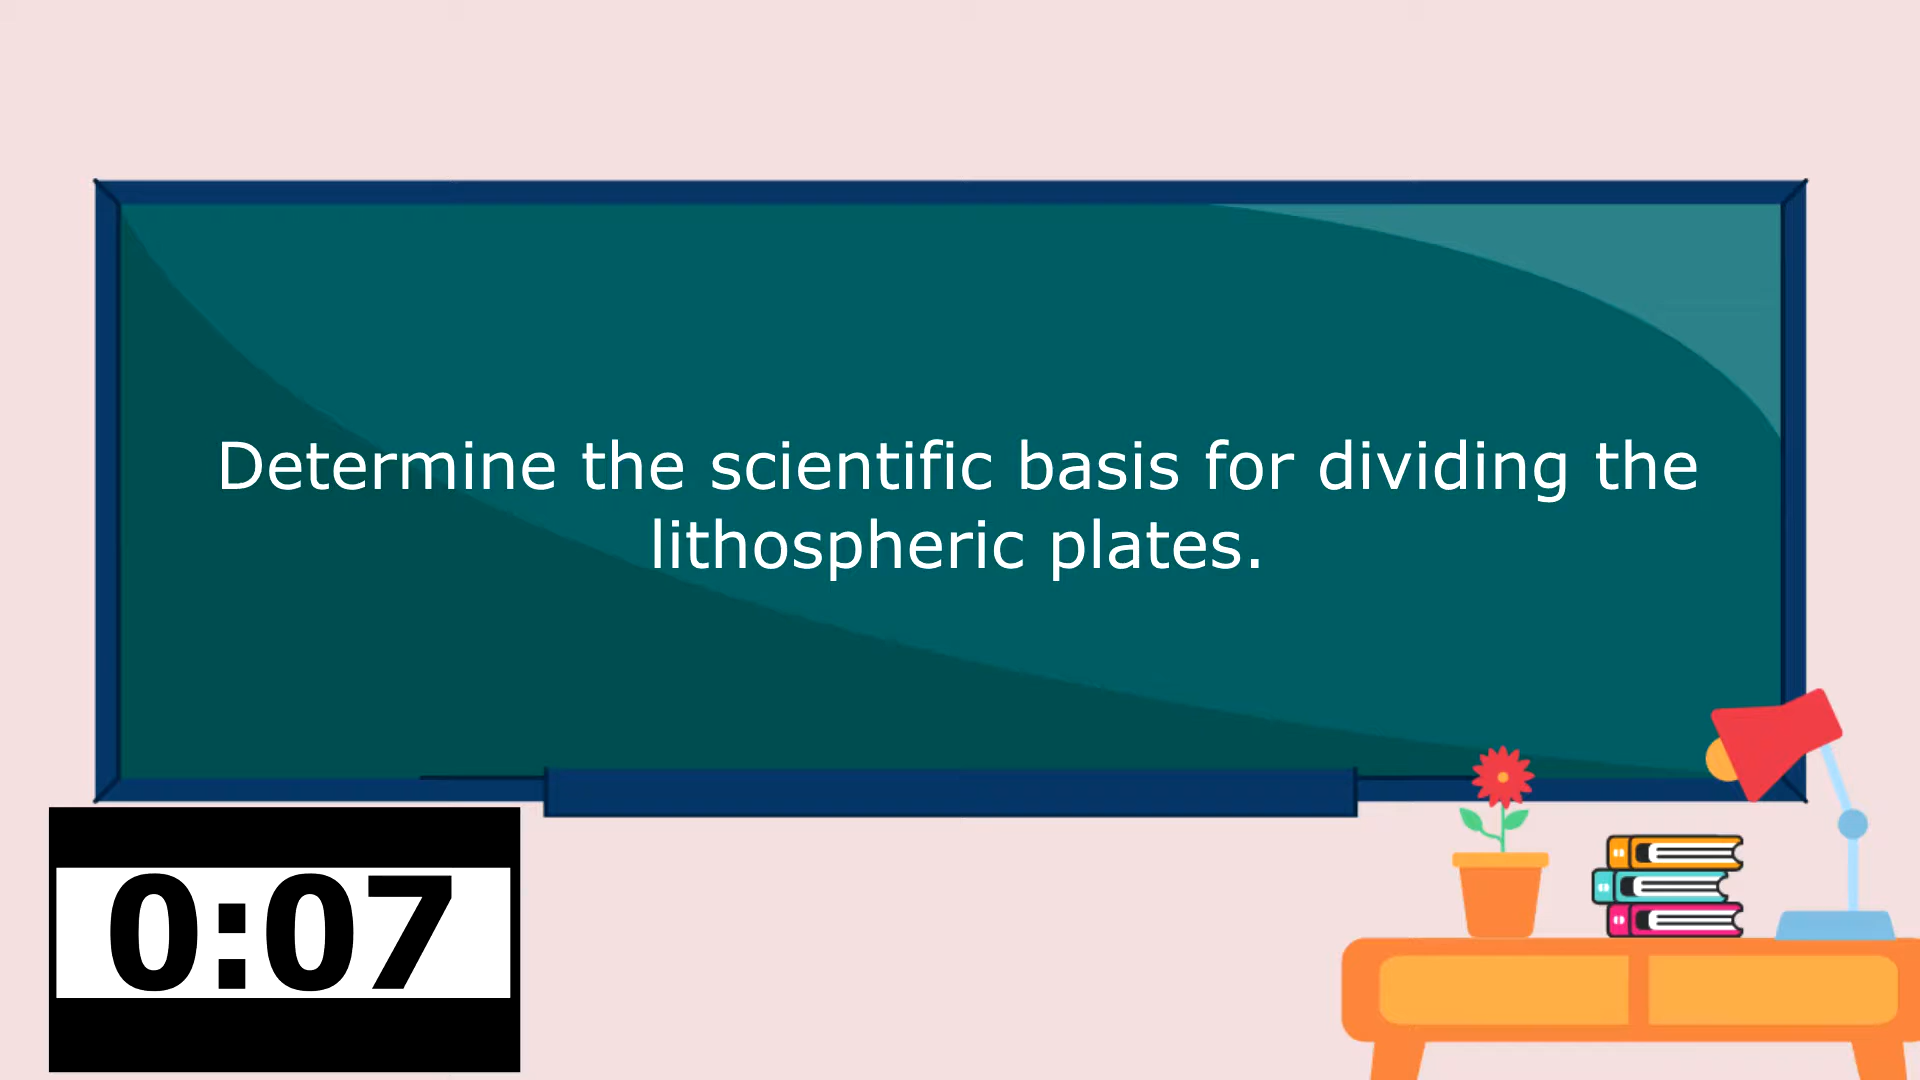 Determine the scientific basis for dividing the
lithospheric plates.
0:07